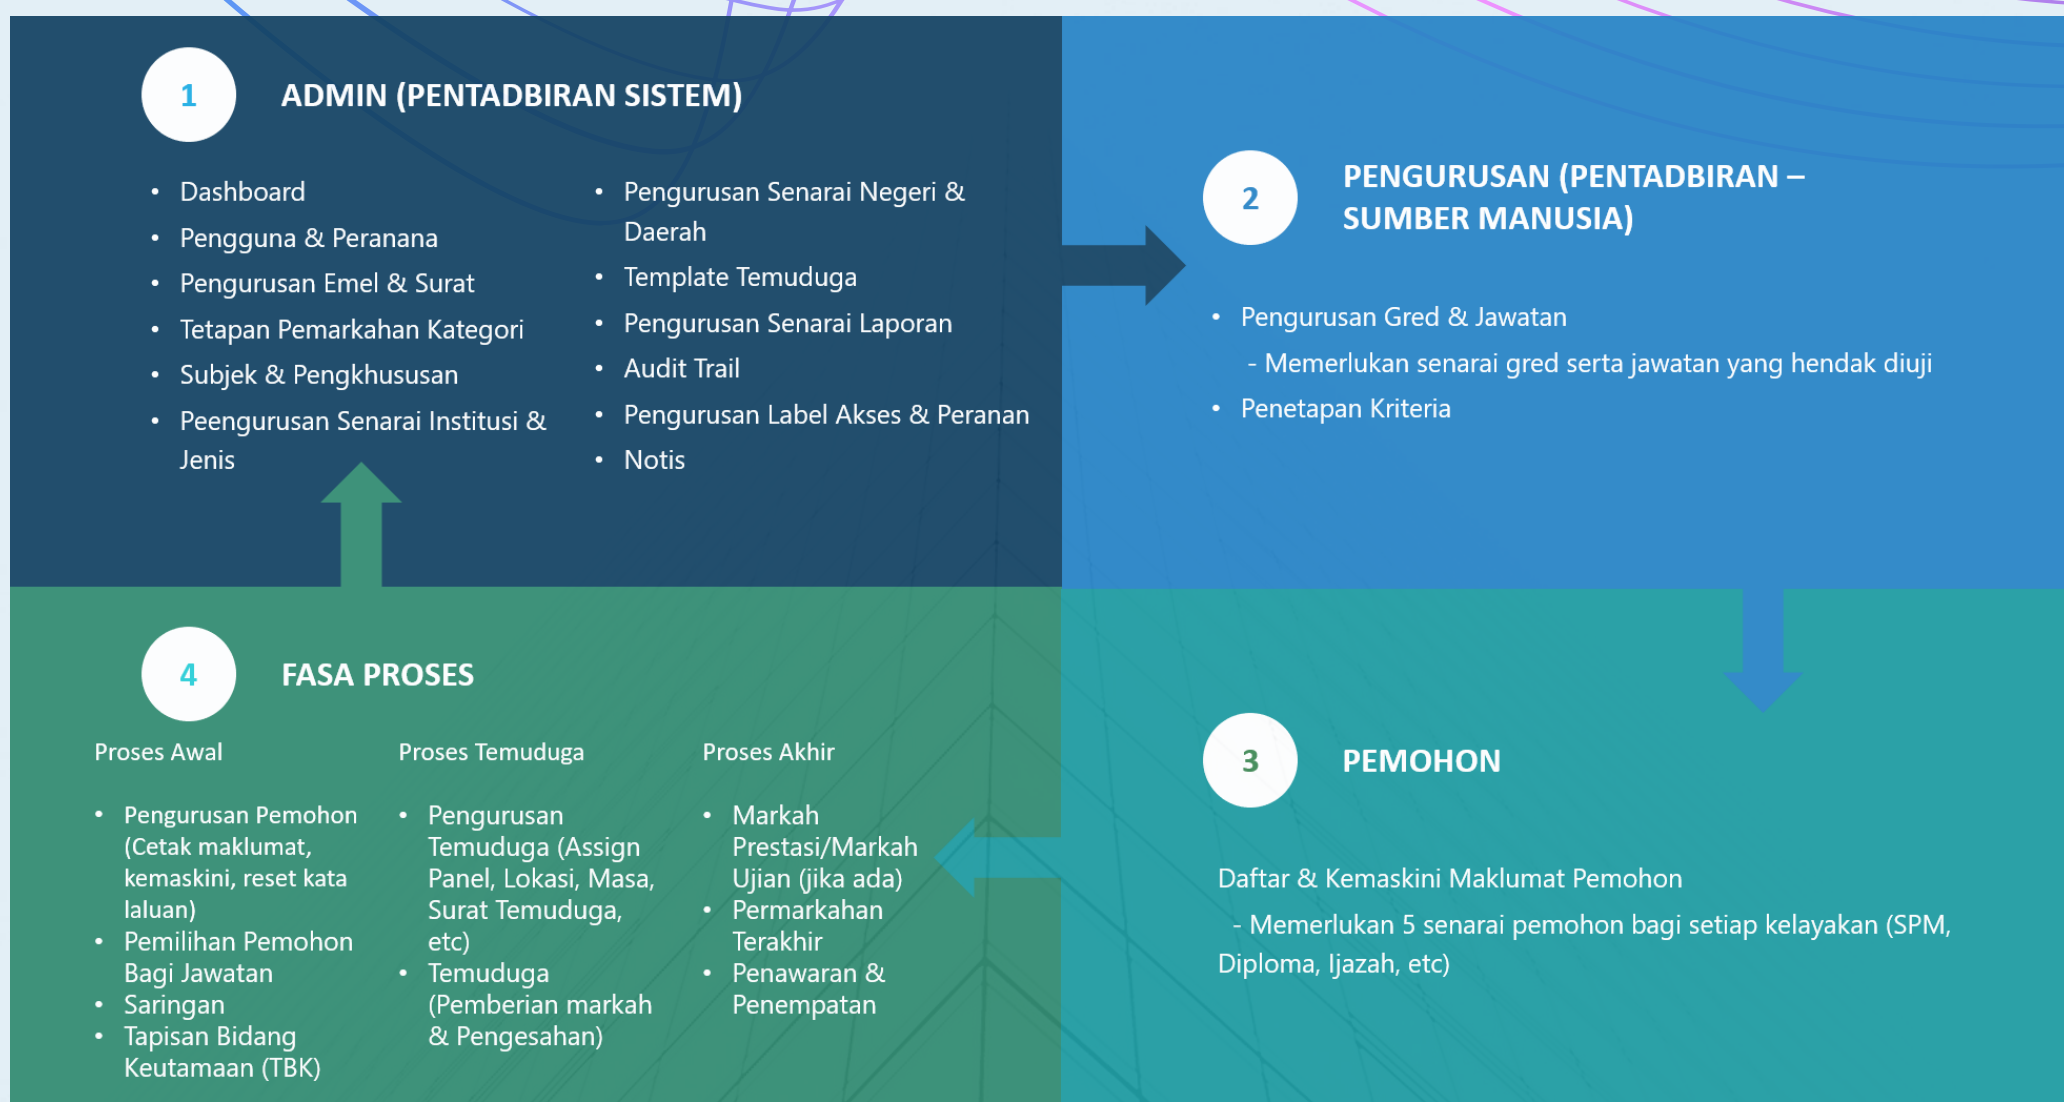 1
ADMIN (PENTADBIRAN SISTEM)
• Dashboard
• Pengguna & Peranana
• Pengurusan Emel & Surat
• Tetapan Pemarkahan Kategori
• Subjek & Pengkhususan
• Peengurusan Senarai Institusi &
Jenis
• Pengurusan Senarai Negeri &
Daerah
• Template Temuduga
• Pengurusan Senarai Laporan
• Audit Trail
• Pengurusan Label Akses & Peranan
• Notis
2
PENGURUSAN (PENTADBIRAN –
SUMBER MANUSIA)
• Pengurusan Gred & Jawatan
- Memerlukan senarai gred serta jawatan yang hendak diuji
• Penetapan Kriteria
3
PEMOHON
Daftar & Kemaskini Maklumat Pemohon
- Memerlukan 5 senarai pemohon bagi setiap kelayakan (SPM,
Diploma, Ijazah, etc)
4
FASA PROSES
Proses Awal
• Pengurusan Pemohon
(Cetak maklumat,
kemaskini, reset kata
laluan)
• Pemilihan Pemohon
Bagi Jawatan
• Saringan
• Tapisan Bidang
Keutamaan (TBK)
Proses Temuduga
• Pengurusan
Temuduga (Assign
Panel, Lokasi, Masa,
Surat Temuduga,
etc)
• Temuduga
(Pemberian markah
& Pengesahan)
Proses Akhir
• Markah
Prestasi/Markah
Ujian (jika ada)
• Permarkahan
Terakhir
• Penawaran &
Penempatan